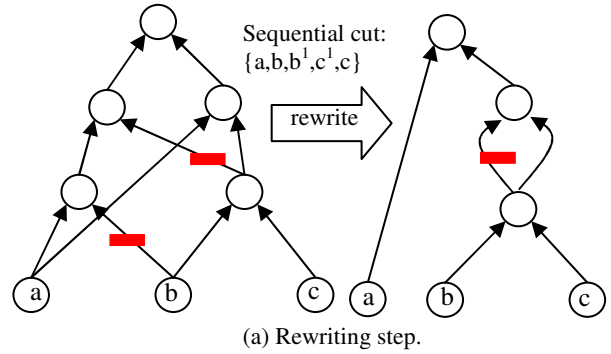 Sequential cut:
{a,b,b¹,c¹,c}
rewrite
a b c a b c
(a) Rewriting step.